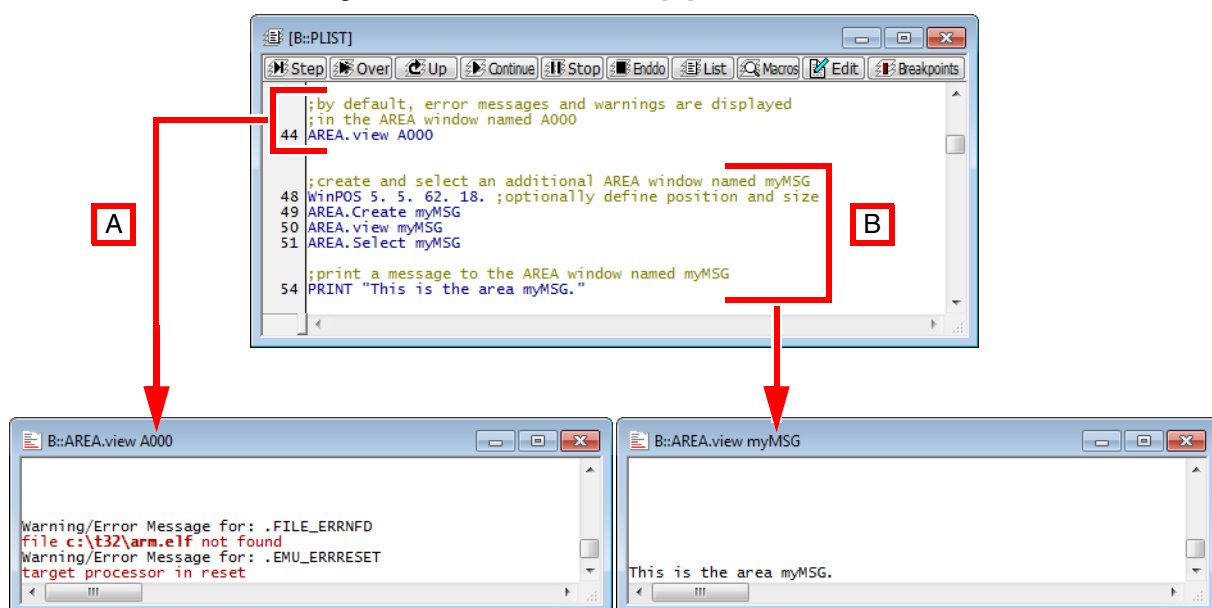 [B::PLIST]
Step Over Up Continue Stop Enddo List Macros Edit Breakpoints
;by default, error messages and warnings are displayed
;in the AREA window named A000
44 AREA.view A000
;create and select an additional AREA window named myMSG
48 WinPOS 5. 5. 62. 18. ;optionally define position and size
49 AREA.Create myMSG
50 AREA.view myMSG
51 AREA.Select myMSG
;print a message to the AREA window named myMSG
54 PRINT "This is the area myMSG."
A
B
B::AREA.view A000
Warning/Error Message for: .FILE_ERRNFD
file c:\t32\arm.elf not found
Warning/Error Message for: .EMU_ERRRESET
target processor in reset
B::AREA.view myMSG
This is the area myMSG.